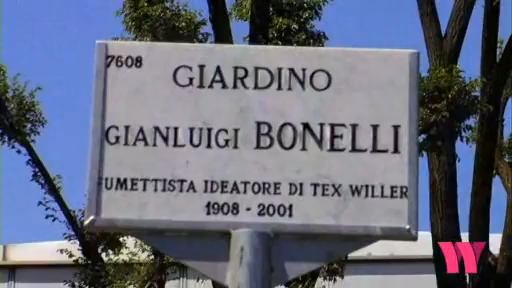 7608
GIARDINO
GIANLUIGI BONELLI
FUMETTISTA IDEATORE DI TEX WILLER
1908 - 2001
W